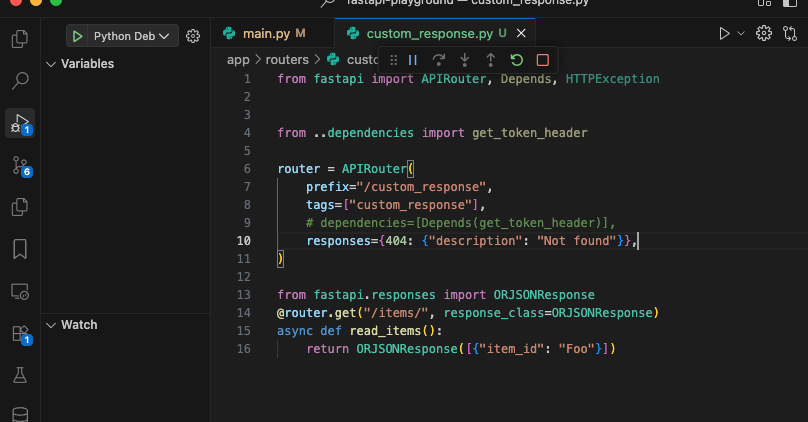 fastapi-playground — custom_response.py
Python Deb
main.py M
custom_response.py U
Variables
app > routers > custo
1 from fastapi import APIRouter, Depends, HTTPException
2
3
4 from ..dependencies import get_token_header
5
6 router = APIRouter(
7 prefix="/custom_response",
8 tags=["custom_response"],
9 # dependencies=[Depends(get_token_header)],
10 responses={404: {"description": "Not found"}},
11 )
12
13 from fastapi.responses import ORJSONResponse
14 @router.get("/items/", response_class=ORJSONResponse)
15 async def read_items():
16 return ORJSONResponse([{"item_id": "Foo"}])
1
6
Watch
1